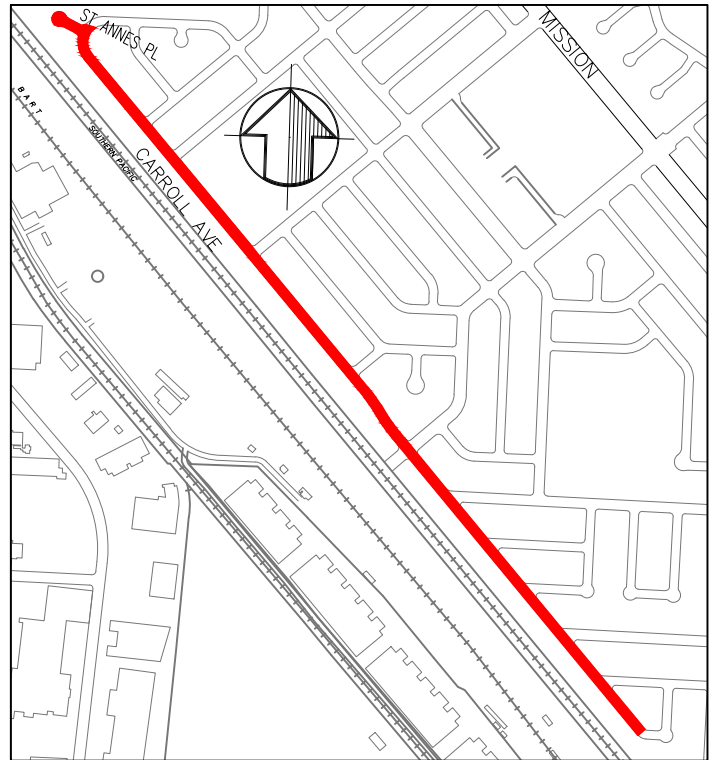 ST ANNES PL
MISSION
BART
SOUTHERN PACIFIC
CARROLL AVE